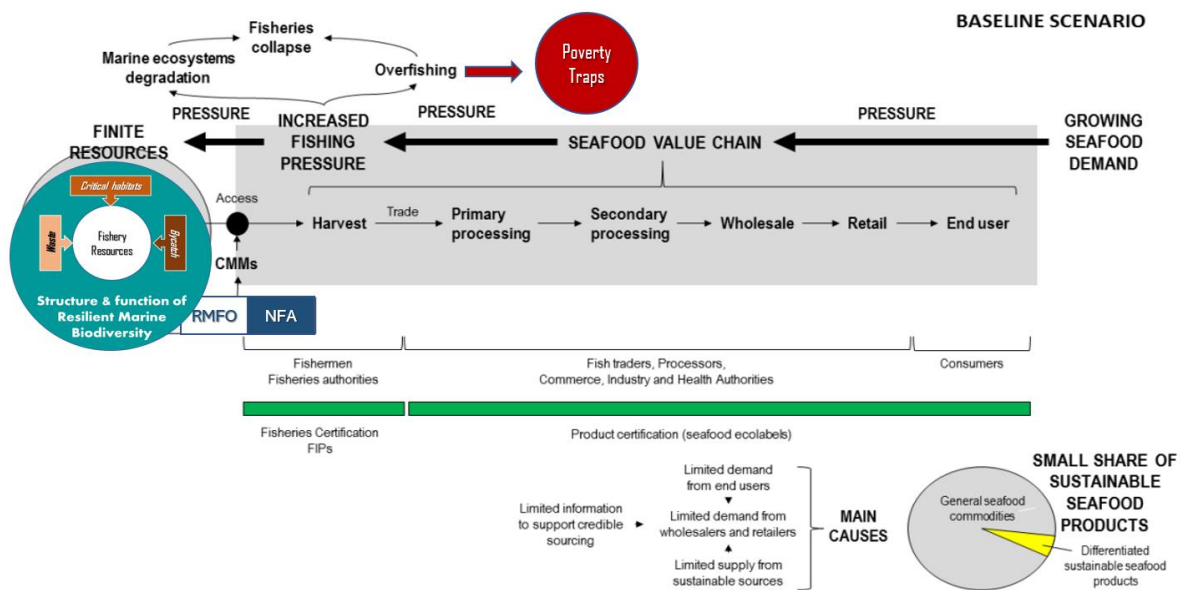 BASELINE SCENARIO
Fisheries
collapse
Marine ecosystems
degradation
Overfishing
Poverty
Traps
PRESSURE
PRESSURE
PRESSURE
FINITE
RESOURCES
INCREASED
FISHING
PRESSURE
SEAFOOD VALUE CHAIN
GROWING
SEAFOOD
DEMAND
Critical habitats
Waste
Fishery
Resources
Bycatch
Structure & function of
Resilient Marine
Biodiversity
Access
CMMs
RMFO
NFA
Harvest
Trade
Primary
processing
Secondary
processing
Wholesale
Retail
End user
Fishermen
Fisheries authorities
Fish traders, Processors,
Commerce, Industry and Health Authorities
Consumers
Fisheries Certification
FIPs
Product certification (seafood ecolabels)
Limited information
to support credible
sourcing
Limited demand
from end users
Limited demand from
wholesalers and retailers
Limited supply from
sustainable sources
MAIN
CAUSES
General seafood
commodities
SMALL SHARE OF
SUSTAINABLE
SEAFOOD
PRODUCTS
Differentiated
sustainable seafood
products